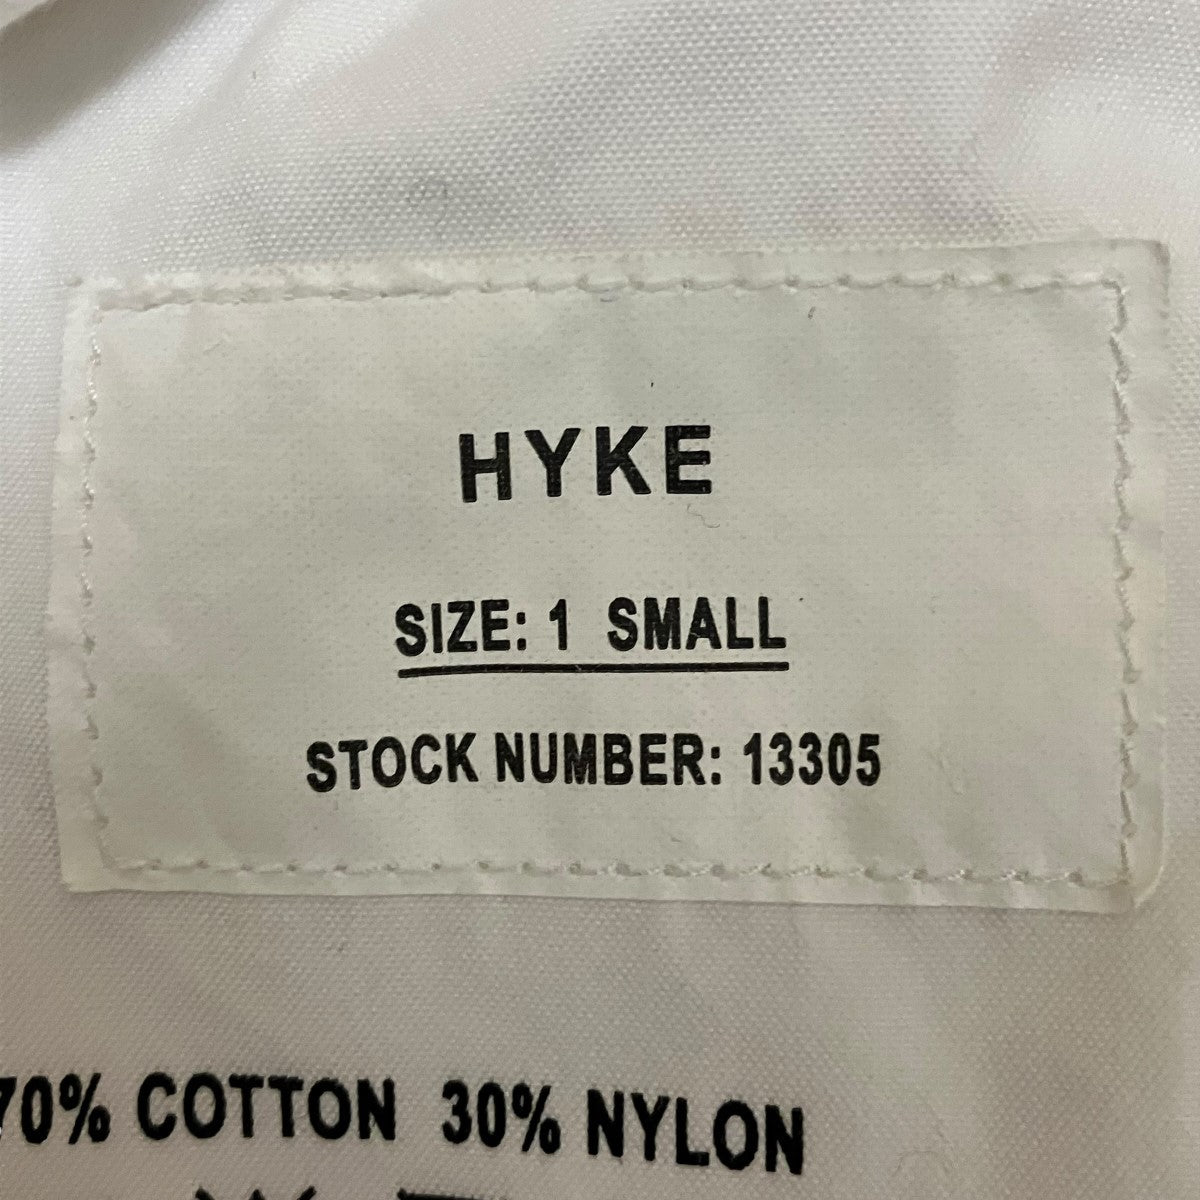 HYKE
SIZE: 1 SMALL
STOCK NUMBER: 13305
70% COTTON 30% NYLON